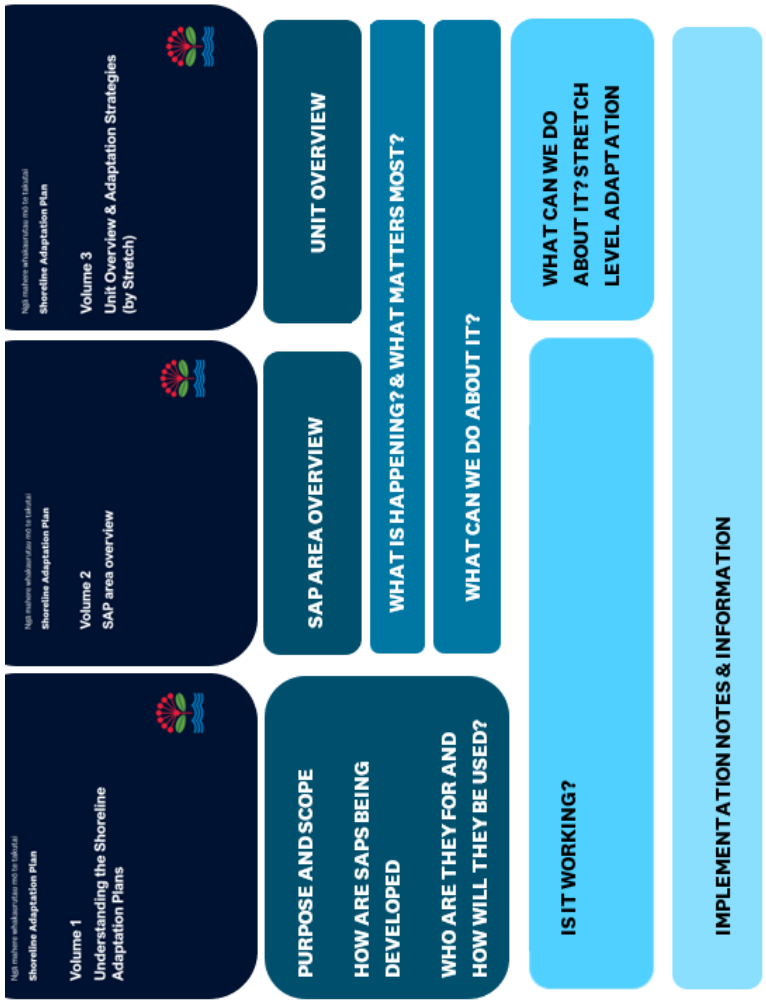 Ngā mahere whakaurutau mō te takutai
Shoreline Adaptation Plan
Volume 1
Understanding the Shoreline
Adaptation Plans
Ngā mahere whakaurutau mō te takutai
Shoreline Adaptation Plan
Volume 2
SAP area overview
Ngā mahere whakaurutau mō te takutai
Shoreline Adaptation Plan
Volume 3
Unit Overview & Adaptation Strategies
(by Stretch)
PURPOSE AND SCOPE
HOW ARE SAPS BEING
DEVELOPED
WHO ARE THEY FOR AND
HOW WILL THEY BE USED?
SAP AREA OVERVIEW
UNIT OVERVIEW
WHAT IS HAPPENING? & WHAT MATTERS MOST?
WHAT CAN WE DO ABOUT IT?
IS IT WORKING?
WHAT CAN WE DO
ABOUT IT? STRETCH
LEVEL ADAPTATION
IMPLEMENTATION NOTES & INFORMATION